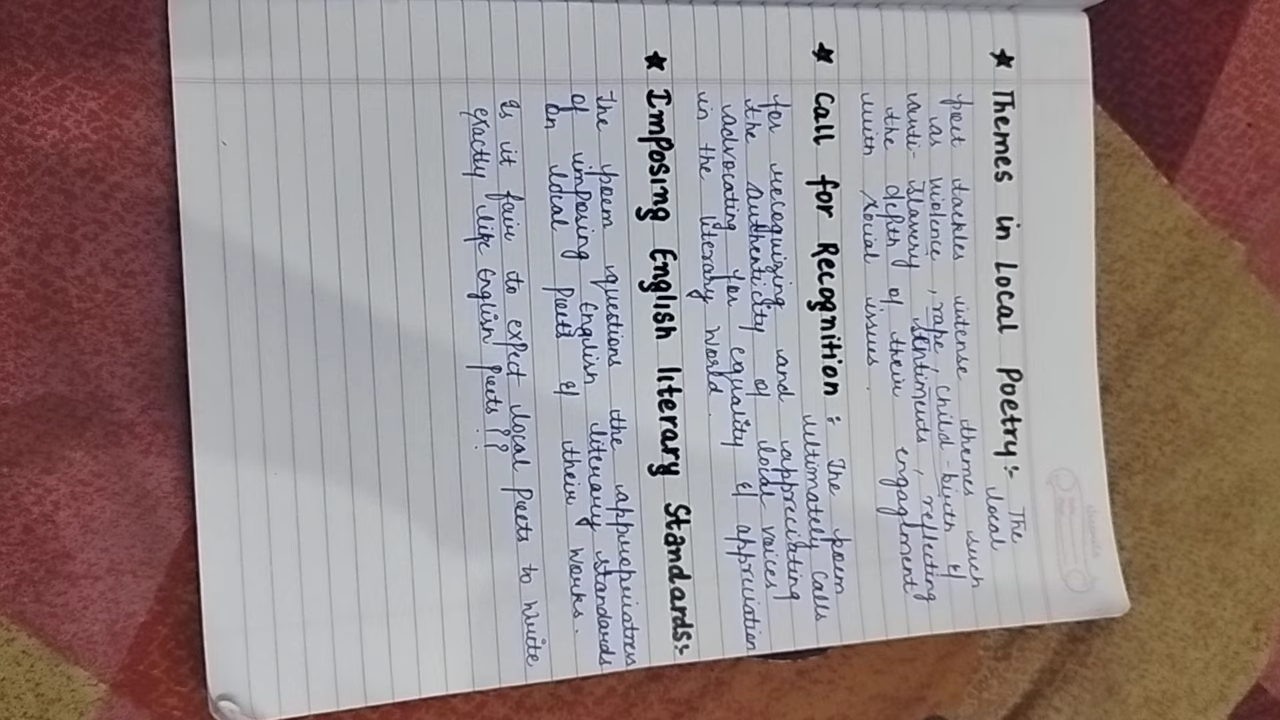 ★ Themes in Local Poetry:- The
local
poet tackles intense themes such
as violence, rape, child-birth &
anti-slavery sentiments, reflecting
the depth of their engagement
with social issues.
★ Call for Recognition: The poem
ultimately calls
for recognizing and appreciating
the authenticity of local voices,
advocating for equality & appreciation
in the literary world.
★ Imposing English literary Standards:-
The poem questions the appropriatness
of imposing English literary standards
on local poets & their works.
Is it fair to expect local Poets to write
exactly like English Poets??